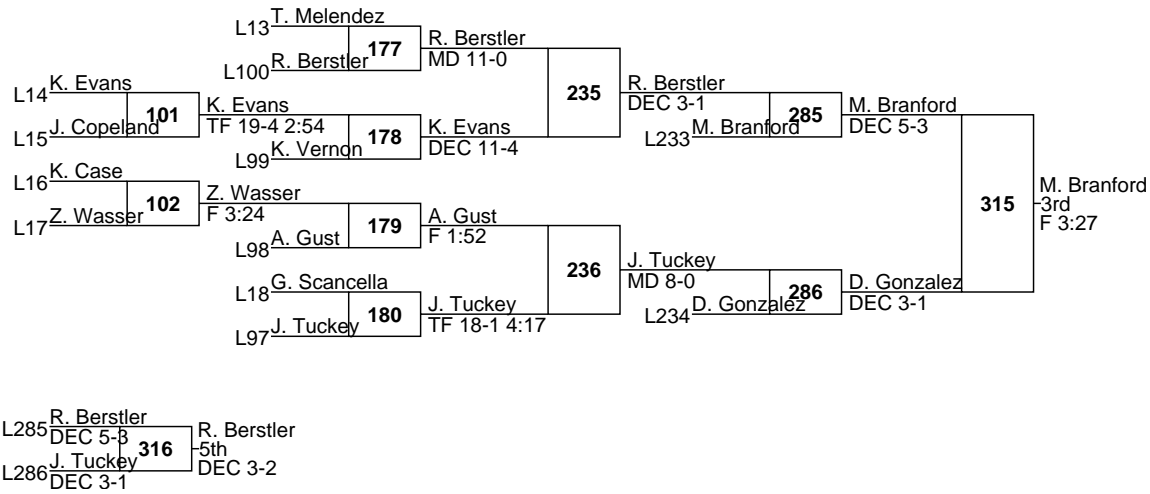 L13 T. Melendez
L100 R. Berstler
177
R. Berstler
MD 11-0
L14 K. Evans
L15 J. Copeland
101
K. Evans
TF 19-4 2:54
L99 K. Vernon
178
K. Evans
DEC 11-4
235
R. Berstler
DEC 3-1
L233 M. Branford
285
M. Branford
DEC 5-3
L16 K. Case
L17 Z. Wasser
102
Z. Wasser
F 3:24
L98 A. Gust
179
A. Gust
F 1:52
L18 G. Scancella
L97 J. Tuckey
180
J. Tuckey
TF 18-1 4:17
236
J. Tuckey
MD 8-0
L234 D. Gonzalez
286
D. Gonzalez
DEC 3-1
315
M. Branford
3rd
F 3:27
L285 R. Berstler
DEC 5-3
L286 J. Tuckey
DEC 3-1
316
R. Berstler
5th
DEC 3-2